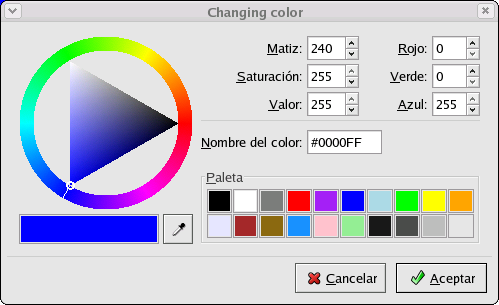 Changing color
Matiz: 240 Rojo: 0
Saturación: 255 Verde: 0
Valor: 255 Azul: 255
Nombre del color: #0000FF
Paleta
Cancelar Aceptar